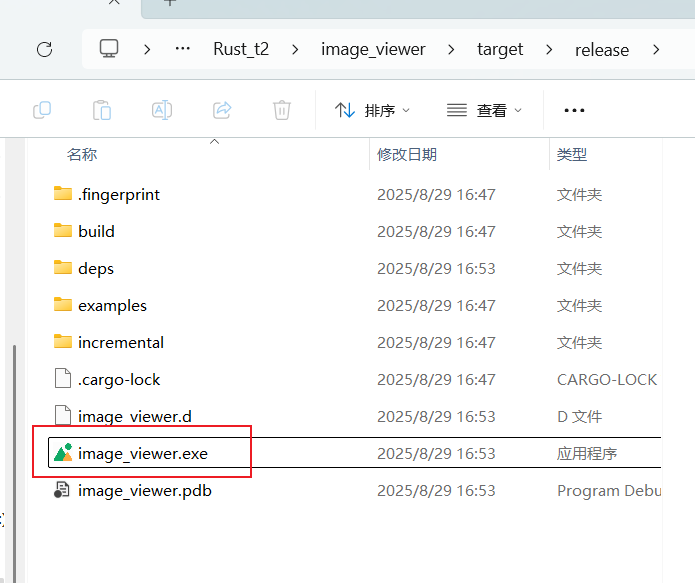 Rust_t2 > image_viewer > target > release >
排序 查看
名称 修改日期 类型
.fingerprint 2025/8/29 16:47 文件夹
build 2025/8/29 16:47 文件夹
deps 2025/8/29 16:53 文件夹
examples 2025/8/29 16:47 文件夹
incremental 2025/8/29 16:47 文件夹
.cargo-lock 2025/8/29 16:47 CARGO-LOCK
image_viewer.d 2025/8/29 16:53 D 文件
image_viewer.exe 2025/8/29 16:53 应用程序
image_viewer.pdb 2025/8/29 16:53 Program Debu